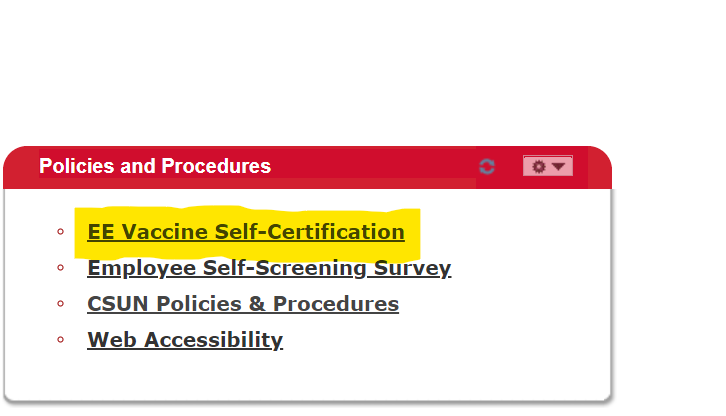 Policies and Procedures
EE Vaccine Self-Certification
Employee Self-Screening Survey
CSUN Policies & Procedures
Web Accessibility